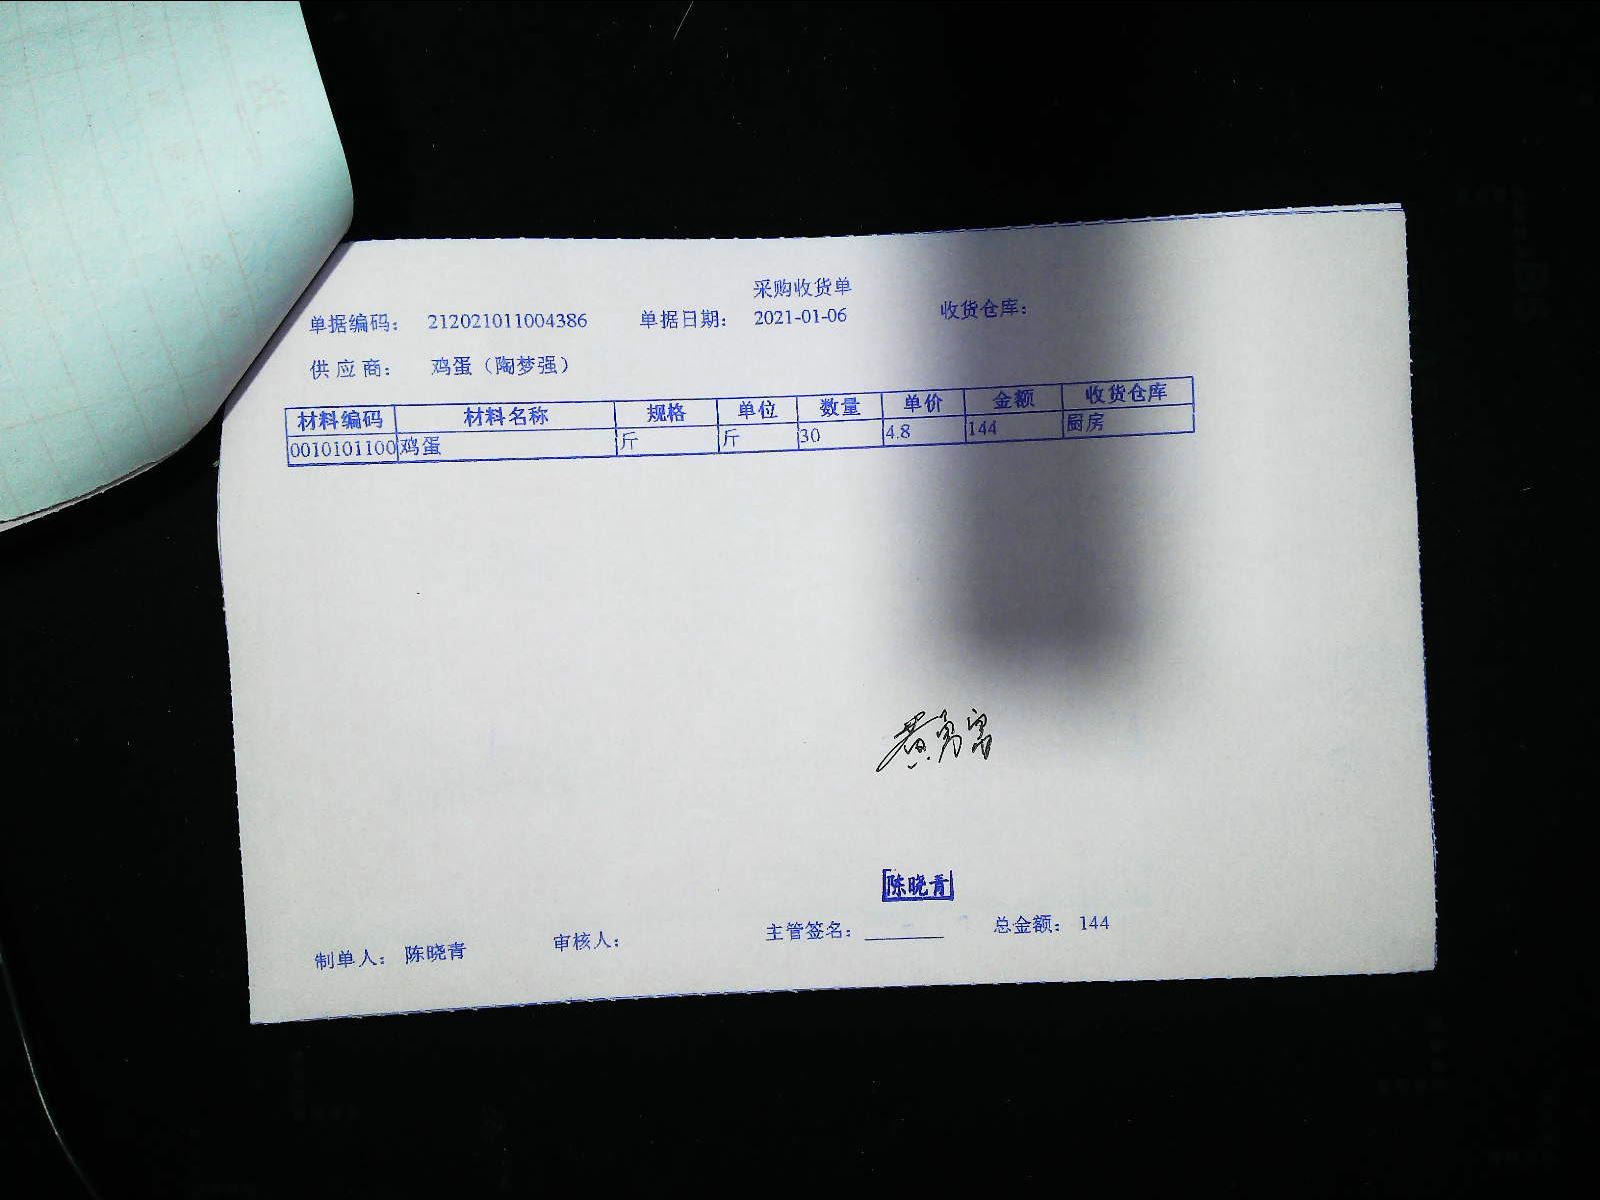 采购收货单
单据编码： 212021011004386 单据日期： 2021-01-06 收货仓库：
供应商： 鸡蛋（陶梦强）
材料编码 材料名称 规格 单位 数量 单价 金额 收货仓库
0010101100 鸡蛋 斤 斤 30 4.8 144 厨房
陈晓青
制单人： 陈晓青 审核人： 主管签名： 总金额： 144